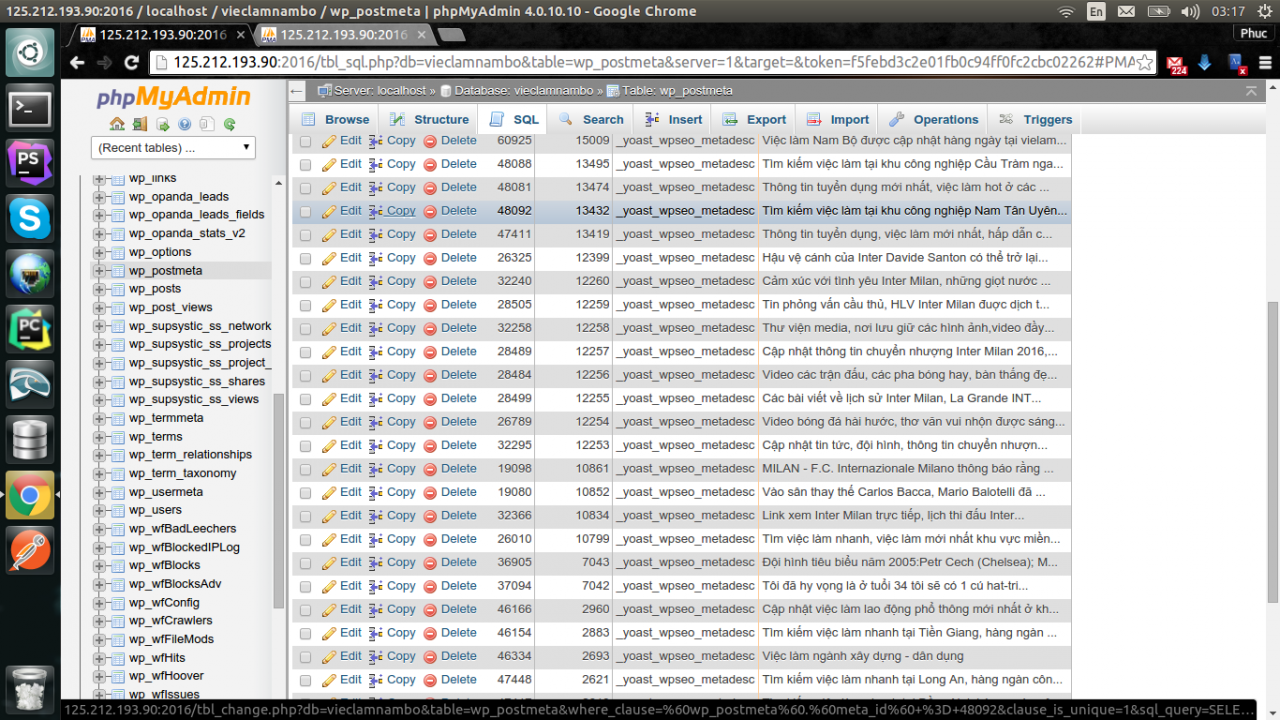 125.212.193.90:2016 / localhost / vieclamnambo / wp_postmeta | phpMyAdmin 4.0.10.10 - Google Chrome
En
03:17
125.212.193.90:2016
125.212.193.90:2016
Phuc
125.212.193.90:2016/tbl_sql.php?db=vieclamnambo&table=wp_postmeta&server=1&target=&token=f5febd3c2e01fb0c94ff0fc2cbc02262#PMA
224
phpMyAdmin
(Recent tables) ...
wp_links
wp_opanda_leads
wp_opanda_leads_fields
wp_opanda_stats_v2
wp_options
wp_postmeta
wp_posts
wp_post_views
wp_supsystic_ss_network
wp_supsystic_ss_projects
wp_supsystic_ss_project_
wp_supsystic_ss_shares
wp_supsystic_ss_views
wp_termmeta
wp_terms
wp_term_relationships
wp_term_taxonomy
wp_usermeta
wp_users
wp_wfBadLeechers
wp_wfBlockedIPLog
wp_wfBlocks
wp_wfBlocksAdv
wp_wfConfig
wp_wfCrawlers
wp_wfFileMods
wp_wfHits
wp_wfHoover
wp_wfIssues
Server: localhost » Database: vieclamnambo » Table: wp_postmeta
Browse Structure SQL Search Insert Export Import Operations Triggers
Edit Copy Delete 60925 15009 _yoast_wpseo_metadesc Việc làm Nam Bộ được cập nhật hàng ngày tại vielam...
Edit Copy Delete 48088 13495 _yoast_wpseo_metadesc Tìm kiếm việc làm tại khu công nghiệp Cầu Tràm nga...
Edit Copy Delete 48081 13474 _yoast_wpseo_metadesc Thông tin tuyển dụng mới nhất, việc làm hot ở các ...
Edit Copy Delete 48092 13432 _yoast_wpseo_metadesc Tìm kiếm việc làm tại khu công nghiệp Nam Tân Uyên...
Edit Copy Delete 47411 13419 _yoast_wpseo_metadesc Thông tin tuyển dụng, việc làm mới nhất, hấp dẫn c...
Edit Copy Delete 26325 12399 _yoast_wpseo_metadesc Hậu vệ cánh của Inter Davide Santon có thể trở lại...
Edit Copy Delete 32240 12260 _yoast_wpseo_metadesc Cảm xúc với tình yêu Inter Milan, những giọt nước ...
Edit Copy Delete 28505 12259 _yoast_wpseo_metadesc Tin phỏng vấn cầu thủ, HLV Inter Milan được dịch t...
Edit Copy Delete 32258 12258 _yoast_wpseo_metadesc Thư viện media, nơi lưu giữ các hình ảnh,video đầy...
Edit Copy Delete 28489 12257 _yoast_wpseo_metadesc Cập nhật thông tin chuyển nhượng Inter Milan 2016,...
Edit Copy Delete 28484 12256 _yoast_wpseo_metadesc Video các trận đấu, các pha bóng hay, bàn thắng đẹ...
Edit Copy Delete 28499 12255 _yoast_wpseo_metadesc Các bài viết về lịch sử Inter Milan, La Grande INT...
Edit Copy Delete 26789 12254 _yoast_wpseo_metadesc Video bóng đá hài hước, thơ văn vui nhộn được sáng...
Edit Copy Delete 32295 12253 _yoast_wpseo_metadesc Cập nhật tin tức, đội hình, thông tin chuyển nhượn...
Edit Copy Delete 19098 10861 _yoast_wpseo_metadesc MILAN - F.C. Internazionale Milano thông báo rằng ...
Edit Copy Delete 19080 10852 _yoast_wpseo_metadesc Vào sân thay thế Carlos Bacca, Mario Balotelli đã ...
Edit Copy Delete 32366 10834 _yoast_wpseo_metadesc Link xem Inter Milan trực tiếp, lịch thi đấu Inter...
Edit Copy Delete 26010 10799 _yoast_wpseo_metadesc Tìm việc làm nhanh, việc làm mới nhất khu vực miền...
Edit Copy Delete 36905 7043 _yoast_wpseo_metadesc Đội hình tiêu biểu năm 2005:Petr Cech (Chelsea); M...
Edit Copy Delete 37094 7042 _yoast_wpseo_metadesc Tôi đã hy vọng là ở tuổi 34 tôi sẽ có 1 cú hat-tri...
Edit Copy Delete 46166 2960 _yoast_wpseo_metadesc Cập nhật việc làm lao động phổ thông mới nhất ở kh...
Edit Copy Delete 46154 2883 _yoast_wpseo_metadesc Tìm kiếm việc làm nhanh tại Tiền Giang, hàng ngàn ...
Edit Copy Delete 46334 2693 _yoast_wpseo_metadesc Việc làm ngành xây dựng - dân dụng
Edit Copy Delete 47448 2621 _yoast_wpseo_metadesc Tìm kiếm việc làm nhanh tại Long An, hàng ngàn côn...
125.212.193.90:2016/tbl_change.php?db=vieclamnambo&table=wp_postmeta&where_clause=%60wp_postmeta%60.%60meta_id%60+%3D+48092&clause_is_unique=1&sql_query=SELE...